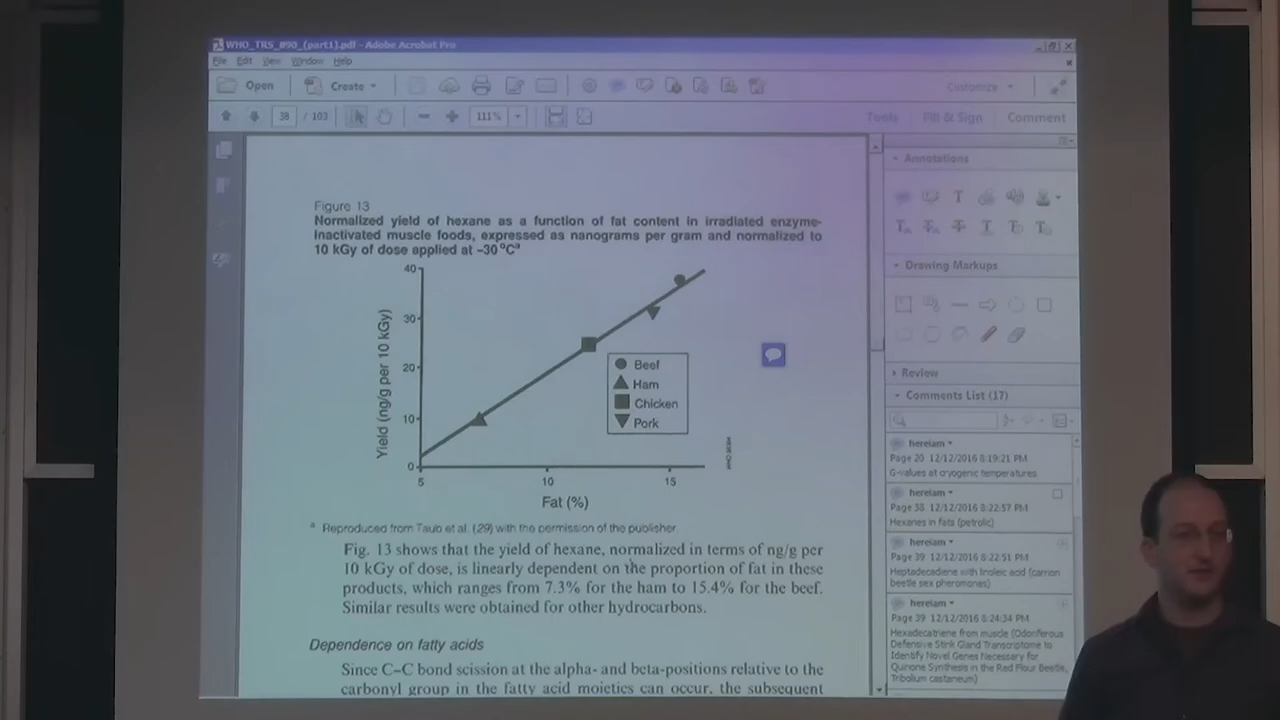 WHO_TRS_890_(part1).pdf - Adobe Acrobat Pro
File Edit View Window Help
Open Create Customize
38 / 103 111% Tools Fill & Sign Comment
Figure 13
Normalized yield of hexane as a function of fat content in irradiated enzyme-
inactivated muscle foods, expressed as nanograms per gram and normalized to
10 kGy of dose applied at –30 °Cª
Yield (ng/g per 10 kGy)
40
30
20
10
0
5 10 15
Fat (%)
Beef
Ham
Chicken
Pork
ª Reproduced from Taub et al. (29) with the permission of the publisher.
Fig. 13 shows that the yield of hexane, normalized in terms of ng/g per
10 kGy of dose, is linearly dependent on the proportion of fat in these
products, which ranges from 7.3% for the ham to 15.4% for the beef.
Similar results were obtained for other hydrocarbons.
Dependence on fatty acids
Since C–C bond scission at the alpha- and beta-positions relative to the
carbonyl group in the fatty acid moieties can occur, the subsequent
Annotations
Drawing Markups
Review
Comments List (17)
hereiam
Page 20 12/12/2016 8:19:21 PM
G-values at cryogenic temperatures
hereiam
Page 38 12/12/2016 8:22:57 PM
Hexanes in fats (petrolic)
hereiam
Page 39 12/12/2016 8:22:51 PM
Heptadecadiene with linoleic acid (carrion
beetle sex pheromones)
hereiam
Page 39 12/12/2016 8:24:34 PM
Hexadecatriene from muscle (Odoriferous
Defensive Stink Gland Transcriptome to
Identify Novel Genes Necessary for
Quinone Synthesis in the Red Flour Beetle,
Tribolium castaneum)